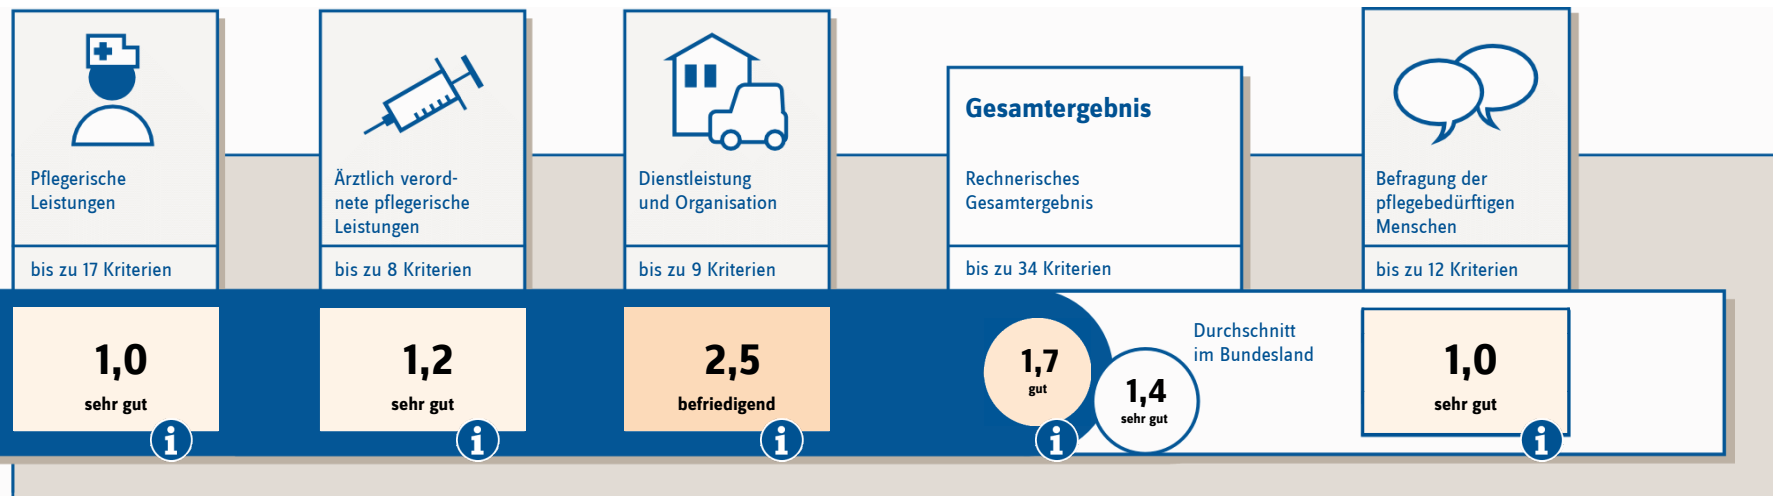 Pflegerische
Leistungen
bis zu 17 Kriterien
1,0
sehr gut
i
Ärztlich verord-
nete pflegerische
Leistungen
bis zu 8 Kriterien
1,2
sehr gut
i
Dienstleistung
und Organisation
bis zu 9 Kriterien
2,5
befriedigend
i
Gesamtergebnis
Rechnerisches
Gesamtergebnis
bis zu 34 Kriterien
1,7
gut
i
1,4
sehr gut
Durchschnitt
im Bundesland
Befragung der
pflegebedürftigen
Menschen
bis zu 12 Kriterien
1,0
sehr gut
i